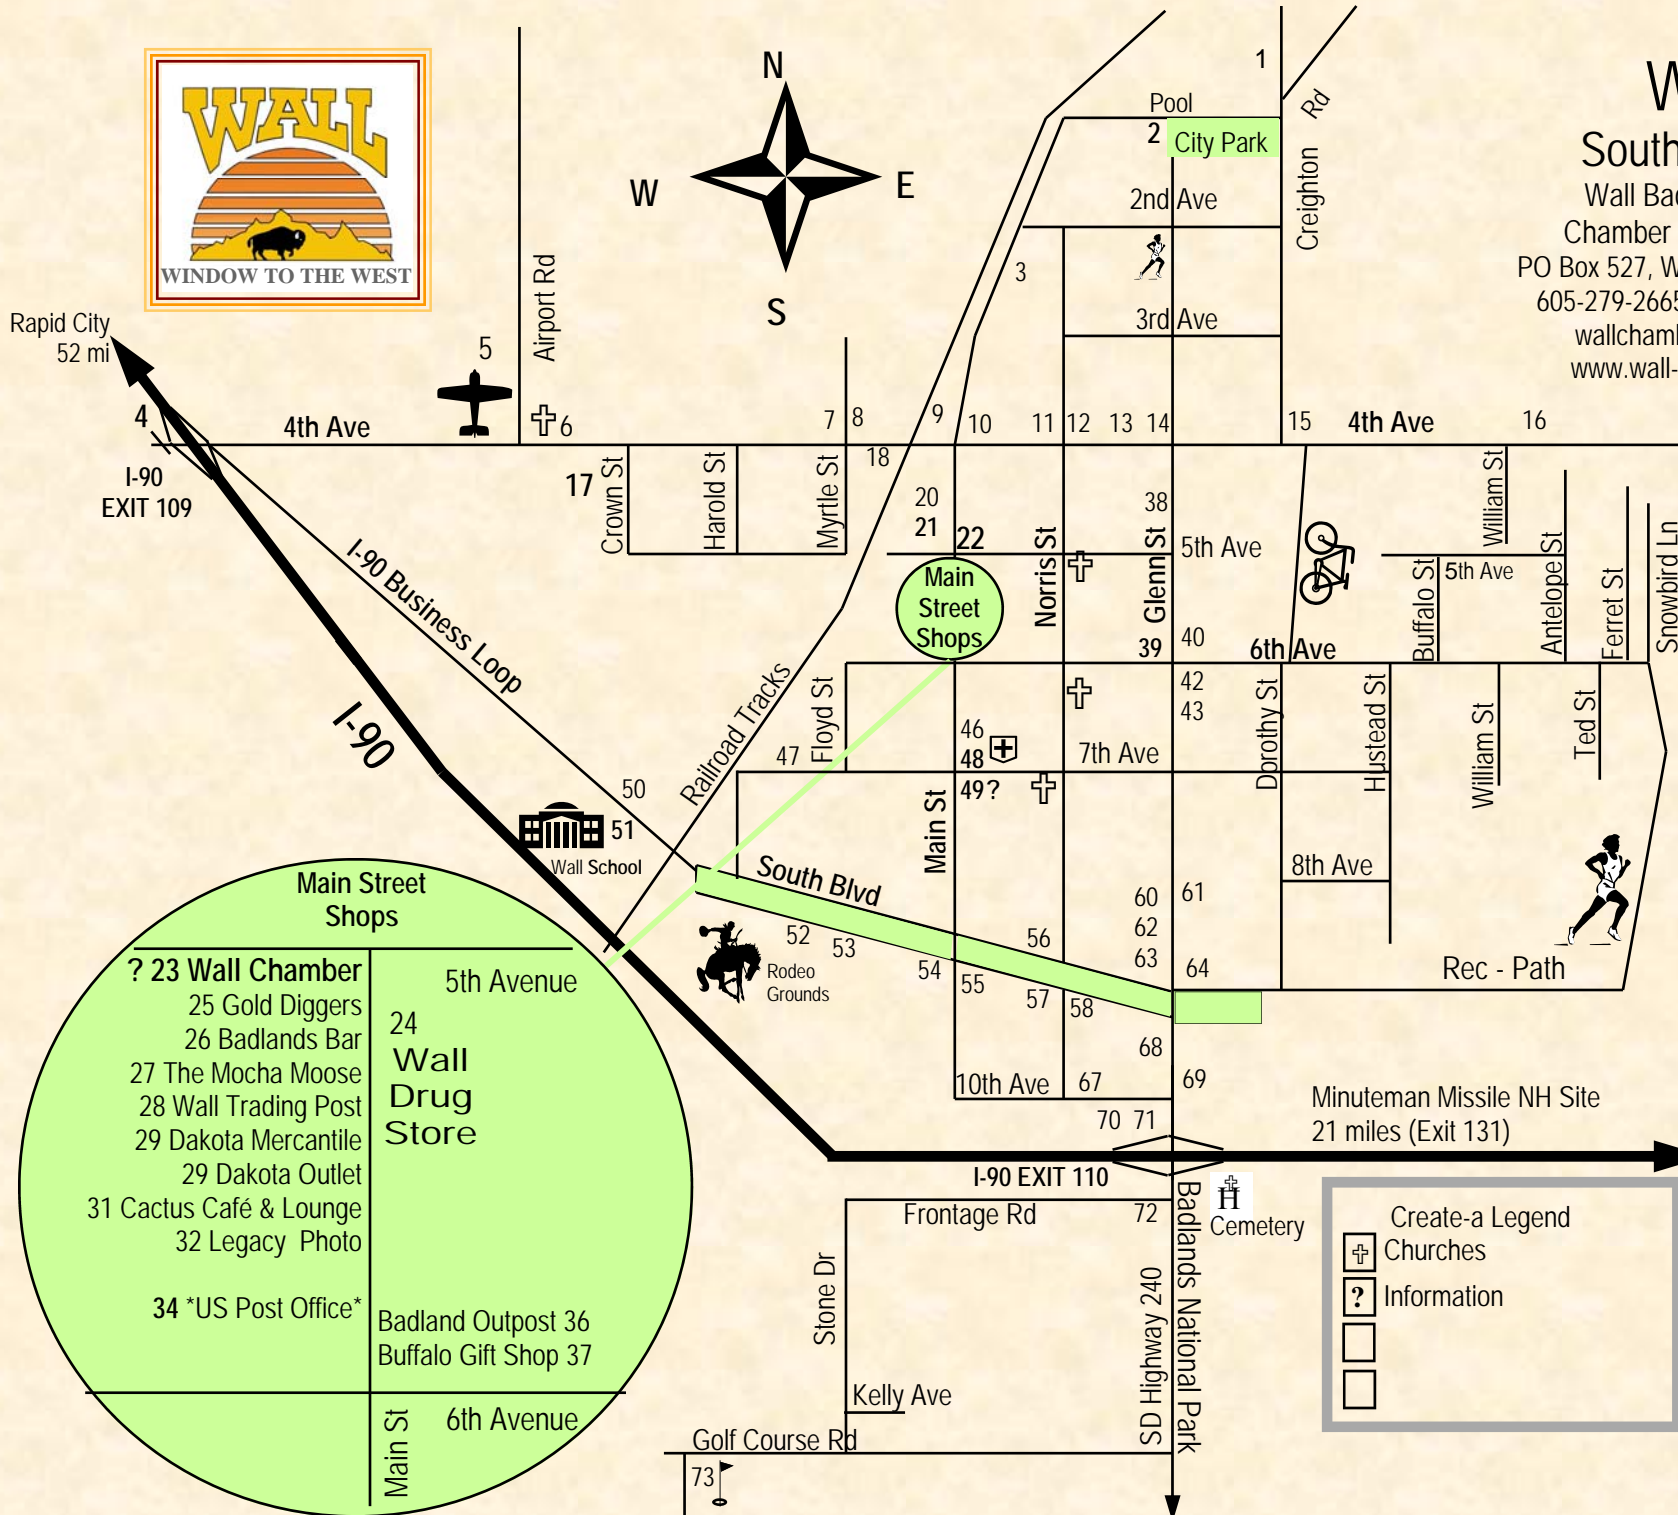 WALL
WINDOW TO THE WEST
N
W
E
S
1
Pool
2
City Park
Creighton Rd
2nd Ave
3
3rd Ave
South
PO Box 527, W
605-279-2665
Rapid City
52 mi
5
Airport Rd
4
4th Ave
6
7
8
9
10
11
12
13
14
15
4th Ave
16
I-90
EXIT 109
17
Crown St
Harold St
Myrtle St
18
20
21
22
Norris St
38
Glenn St
5th Ave
William St
5th Ave
Buffalo St
Antelope St
Ferret St
Snowbird Ln
I-90 Business Loop
Main
Street
Shops
39
40
6th Ave
I-90
Railroad Tracks
Floyd St
42
43
Dorothy St
Hustead St
William St
Ted St
46
47
48
7th Ave
49?
Main St
50
51
Wall School
South Blvd
8th Ave
52
53
54
55
56
57
58
60
61
62
63
64
Rec - Path
Rodeo
Grounds
68
10th Ave
67
69
70
71
Minuteman Missile NH Site
21 miles (Exit 131)
I-90 EXIT 110
Frontage Rd
72
H
Cemetery
Stone Dr
SD Highway 240
Badlands National Park
Kelly Ave
Golf Course Rd
73
Main Street
Shops
? 23 Wall Chamber
25 Gold Diggers
26 Badlands Bar
27 The Mocha Moose
28 Wall Trading Post
29 Dakota Mercantile
29 Dakota Outlet
31 Cactus Café & Lounge
32 Legacy Photo
34 *US Post Office*
5th Avenue
24
Wall
Drug
Store
Badland Outpost 36
Buffalo Gift Shop 37
Main St
6th Avenue
Create-a Legend
Churches
? Information